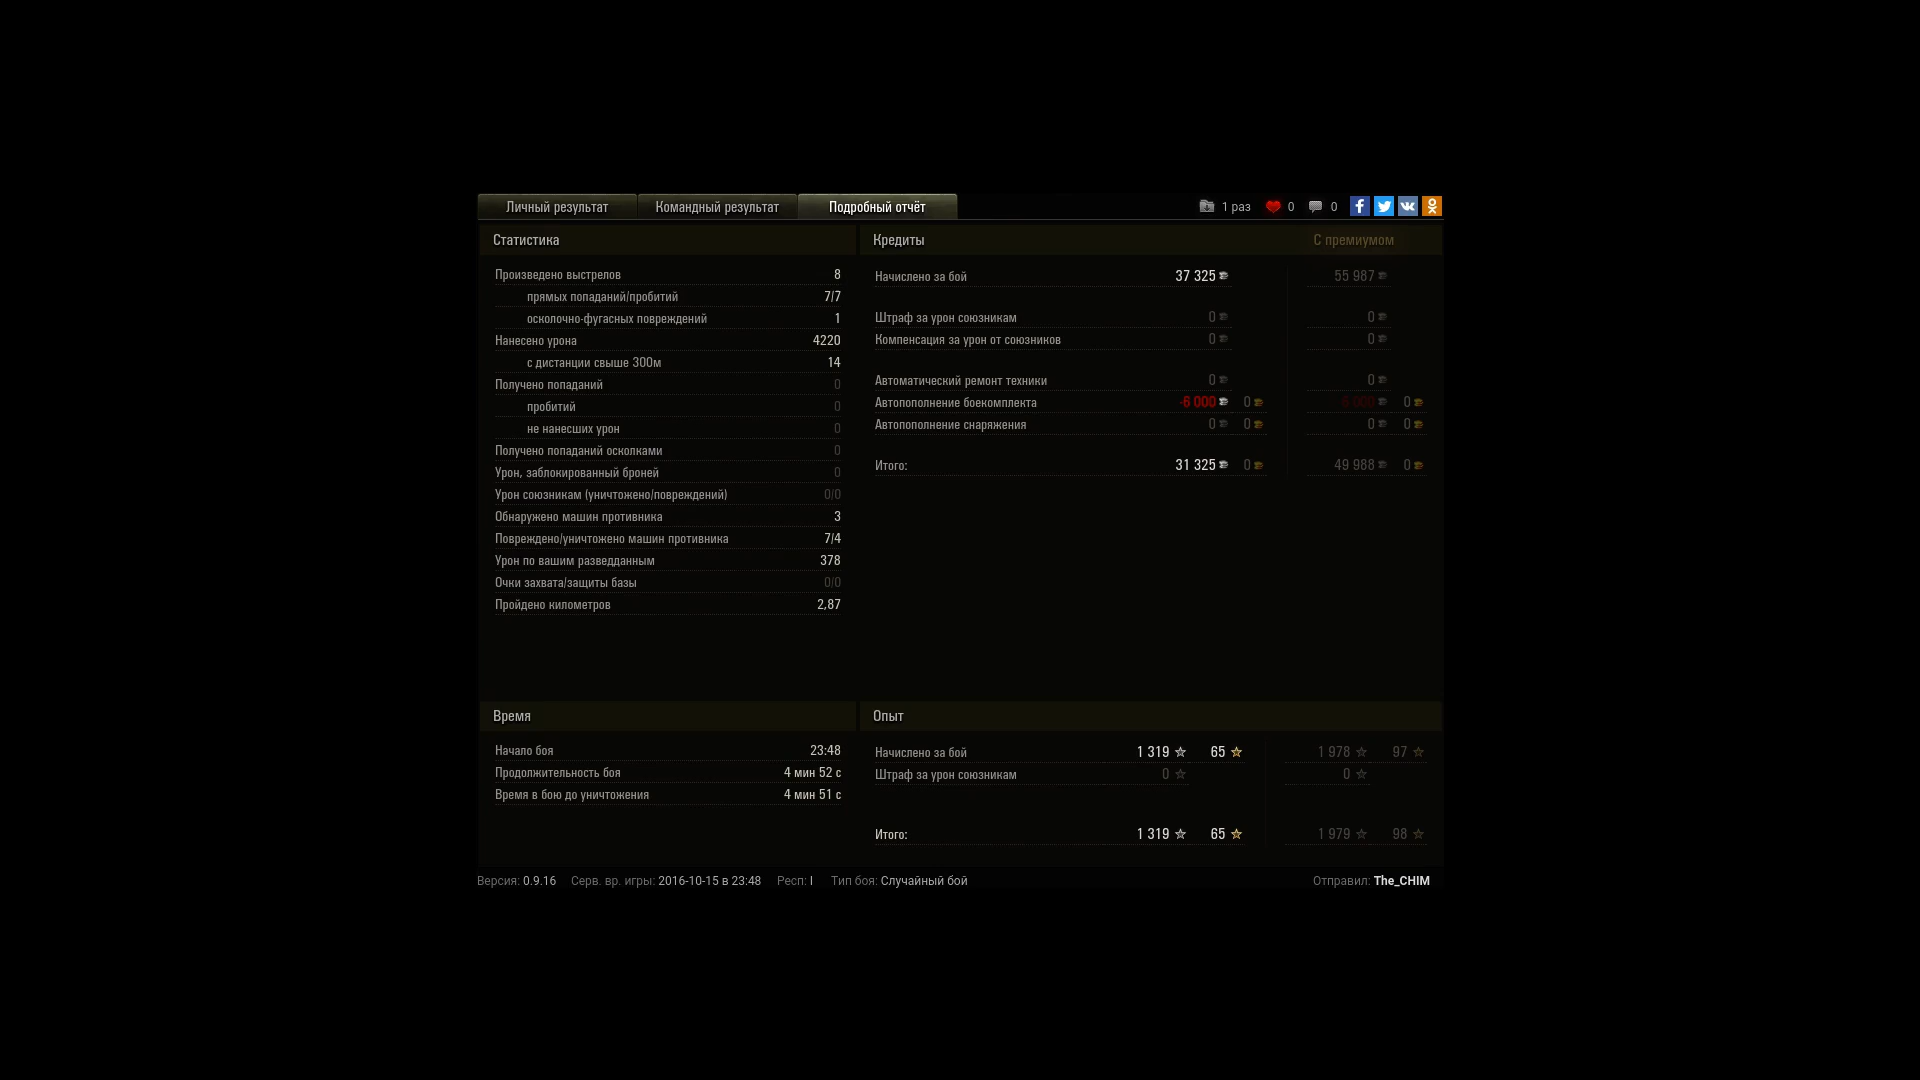 Личный результат Командный результат Подробный отчёт 1 раз 0 0
Статистика
Произведено выстрелов 8
прямых попаданий/пробитий 7/7
осколочно-фугасных повреждений 1
Нанесено урона 4220
с дистанции свыше 300м 14
Получено попаданий 0
пробитий 0
не нанесших урон 0
Получено попаданий осколками 0
Урон, заблокированный броней 0
Урон союзникам (уничтожено/повреждений) 0/0
Обнаружено машин противника 3
Повреждено/уничтожено машин противника 7/4
Урон по вашим разведданным 378
Очки захвата/защиты базы 0/0
Пройдено километров 2,87
Кредиты С премиумом
Начислено за бой 37 325 55 987
Штраф за урон союзникам 0 0
Компенсация за урон от союзников 0 0
Автоматический ремонт техники 0 0
Автопополнение боекомплекта -6 000 0 -6 000 0
Автопополнение снаряжения 0 0 0 0
Итого: 31 325 0 49 988 0
Время
Начало боя 23:48
Продолжительность боя 4 мин 52 с
Время в бою до уничтожения 4 мин 51 с
Опыт
Начислено за бой 1 319 65 1 978 97
Штраф за урон союзникам 0 0
Итого: 1 319 65 1 979 98
Версия: 0.9.16 Серв. вр. игры: 2016-10-15 в 23:48 Респ: I Тип боя: Случайный бой Отправил: The_CHIM